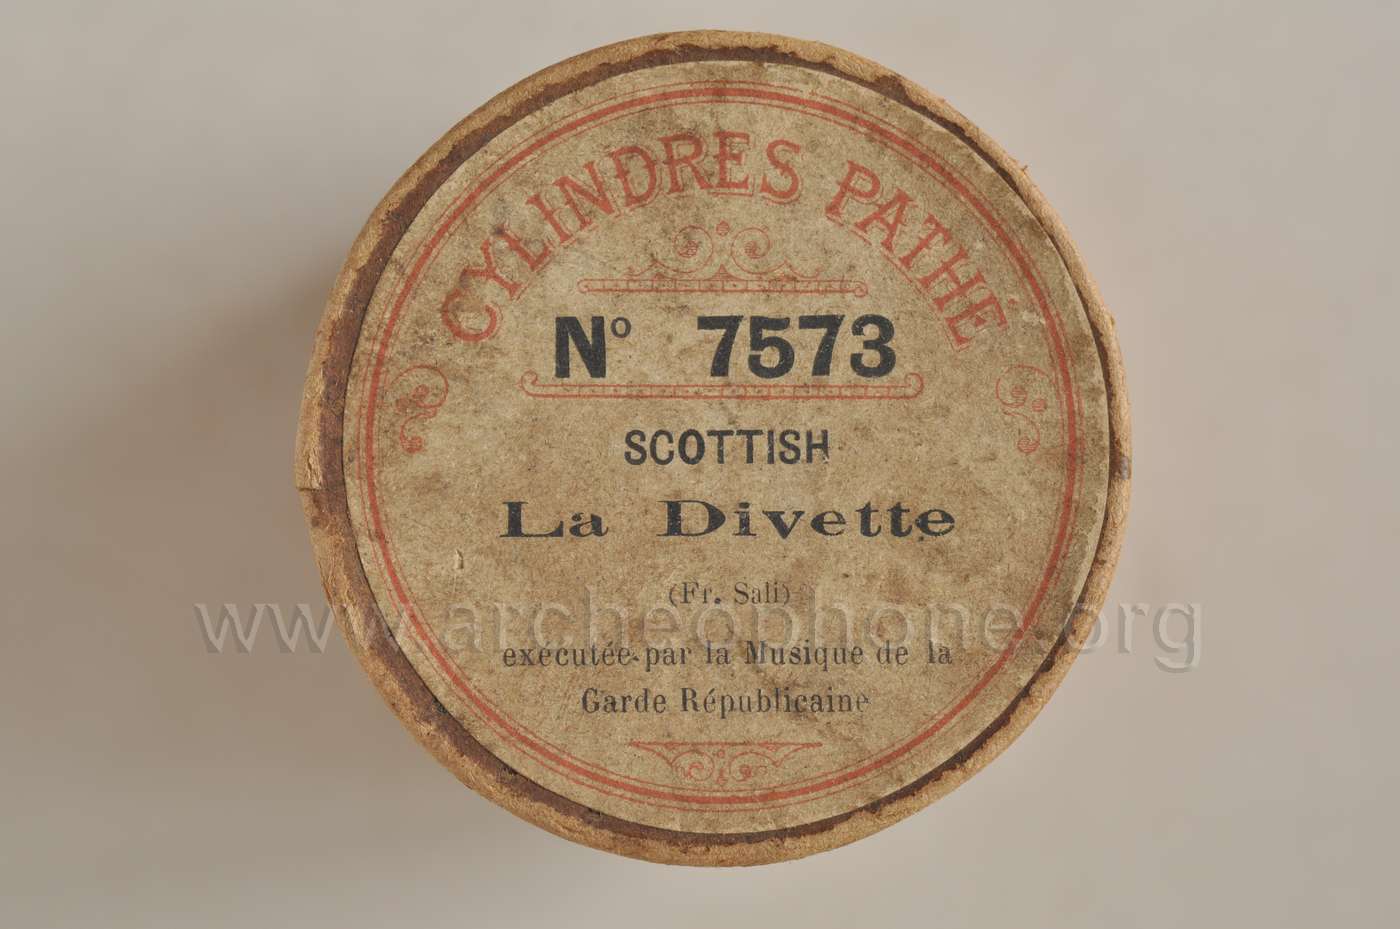 CYLINDRES PATHÉ
Nº 7573
SCOTTISH
La Divette
(Fr. Sali)
www.archeophone.org
exécutée par la Musique de la
Garde Républicaine